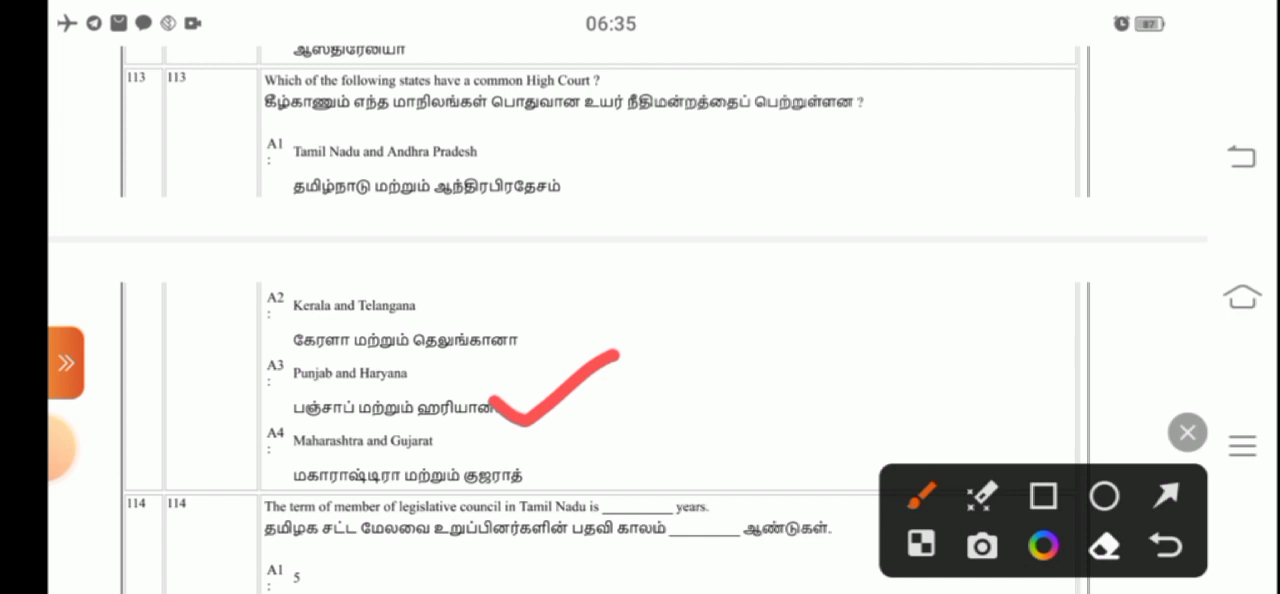 06:35
87
ஆஸ்திரேலியா
113 113 Which of the following states have a common High Court ?
கீழ்காணும் எந்த மாநிலங்கள் பொதுவான உயர் நீதிமன்றத்தைப் பெற்றுள்ளன ?
A1 : Tamil Nadu and Andhra Pradesh
தமிழ்நாடு மற்றும் ஆந்திரபிரதேசம்
A2 : Kerala and Telangana
கேரளா மற்றும் தெலுங்கானா
A3 : Punjab and Haryana
பஞ்சாப் மற்றும் ஹரியானா
A4 : Maharashtra and Gujarat
மகாராஷ்டிரா மற்றும் குஜராத்
114 114 The term of member of legislative council in Tamil Nadu is ________ years.
தமிழக சட்ட மேலவை உறுப்பினர்களின் பதவி காலம் ________ ஆண்டுகள்.
A1 : 5